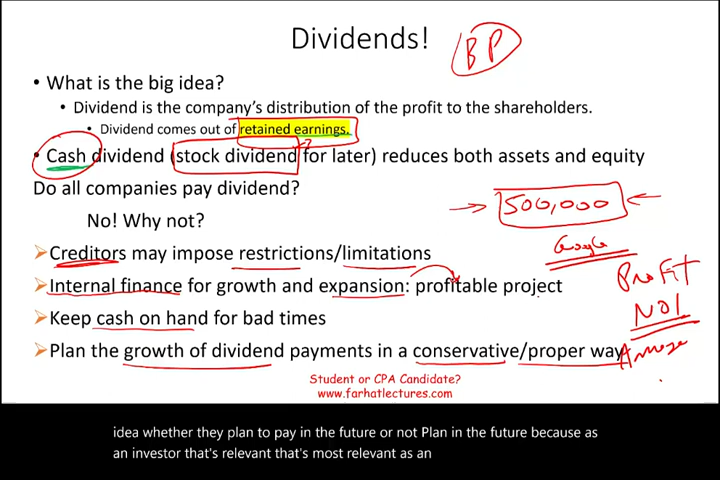 Dividends!
BP
• What is the big idea?
• Dividend is the company's distribution of the profit to the shareholders.
• Dividend comes out of retained earnings.
• Cash dividend (stock dividend for later) reduces both assets and equity
Do all companies pay dividend?
500,000
No! Why not?
Google
➢Creditors may impose restrictions/limitations
Profit
➢Internal finance for growth and expansion: profitable project
➢Keep cash on hand for bad times
➢Plan the growth of dividend payments in a conservative/proper way
Student or CPA Candidate?
www.farhatlectures.com
idea whether they plan to pay in the future or not Plan in the future because as
an investor that's relevant that's most relevant as an